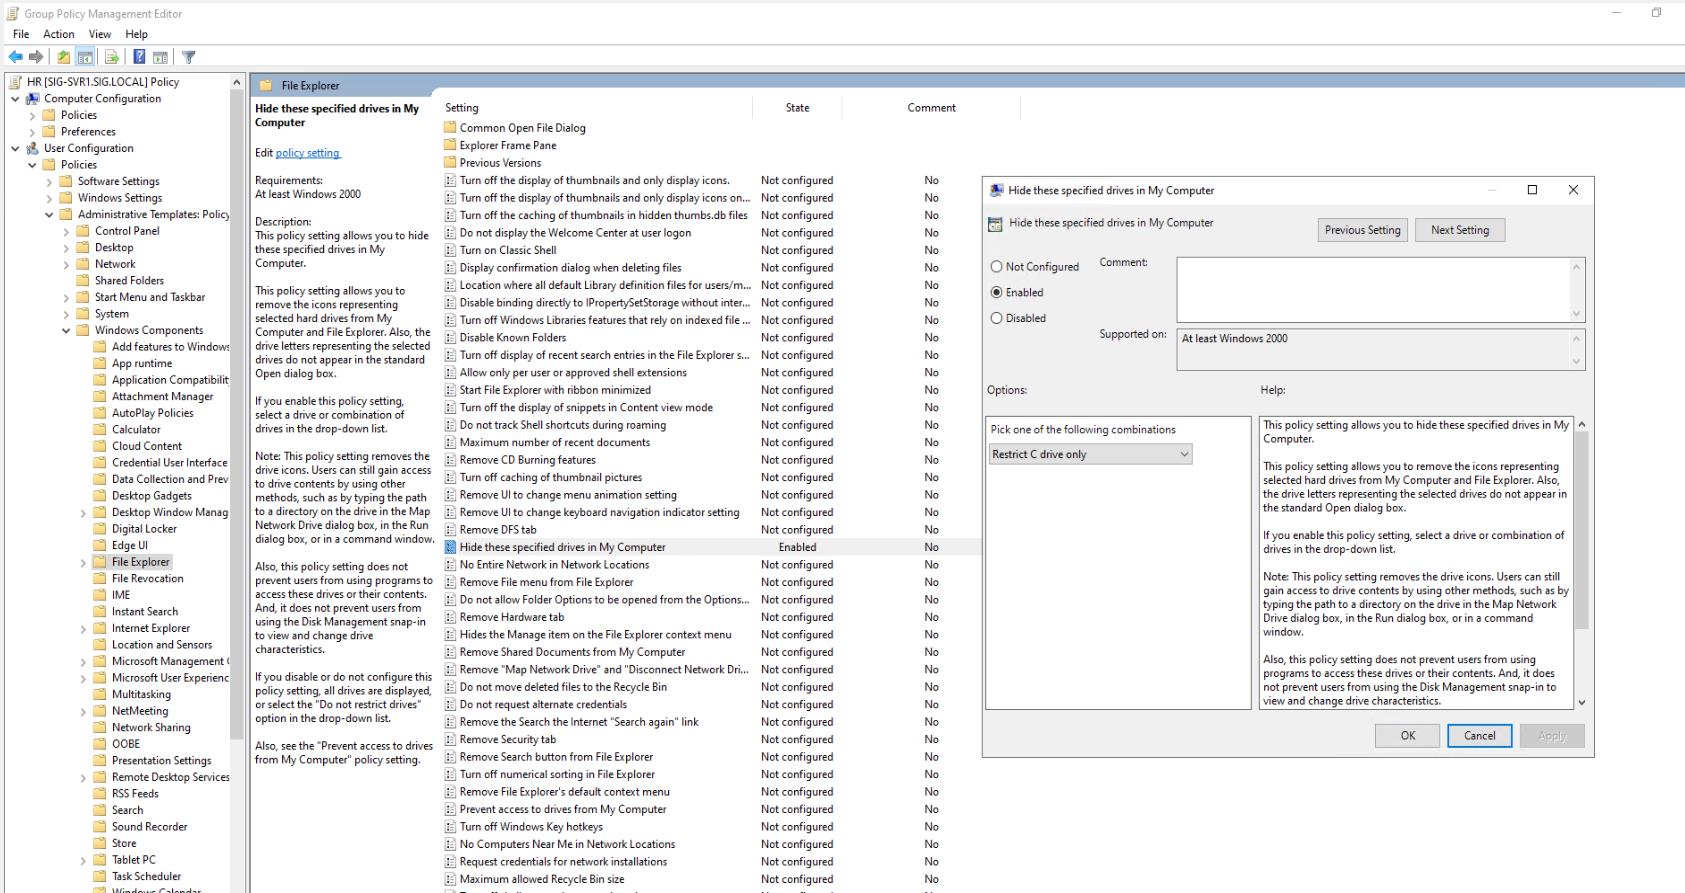 Group Policy Management Editor
File Action View Help
HR [SIG-SVR1.SIG.LOCAL] Policy
Computer Configuration
Policies
Preferences
User Configuration
Policies
Software Settings
Windows Settings
Administrative Templates: Policy
Control Panel
Desktop
Network
Shared Folders
Start Menu and Taskbar
System
Windows Components
Add features to Windows
App runtime
Application Compatibility
Attachment Manager
AutoPlay Policies
Calculator
Cloud Content
Credential User Interface
Data Collection and Prev
Desktop Gadgets
Desktop Window Manag
Digital Locker
Edge UI
File Explorer
File Revocation
IME
Instant Search
Internet Explorer
Location and Sensors
Microsoft Management
Microsoft User Experienc
Multitasking
NetMeeting
Network Sharing
OOBE
Presentation Settings
Remote Desktop Services
RSS Feeds
Search
Sound Recorder
Store
Tablet PC
Task Scheduler
Windows Calendar
File Explorer
Hide these specified drives in My
Computer
Edit policy setting
Requirements:
At least Windows 2000
Description:
This policy setting allows you to hide
these specified drives in My
Computer.
This policy setting allows you to
remove the icons representing
selected hard drives from My
Computer and File Explorer. Also, the
drive letters representing the selected
drives do not appear in the standard
Open dialog box.
If you enable this policy setting,
select a drive or combination of
drives in the drop-down list.
Note: This policy setting removes the
drive icons. Users can still gain access
to drive contents by using other
methods, such as by typing the path
to a directory on the drive in the Map
Network Drive dialog box, in the Run
dialog box, or in a command window.
Also, this policy setting does not
prevent users from using programs to
access these drives or their contents.
And, it does not prevent users from
using the Disk Management snap-in
to view and change drive
characteristics.
If you disable or do not configure this
policy setting, all drives are displayed,
or select the "Do not restrict drives"
option in the drop-down list.
Also, see the "Prevent access to drives
from My Computer" policy setting.
Setting State Comment
Common Open File Dialog
Explorer Frame Pane
Previous Versions
Turn off the display of thumbnails and only display icons. Not configured No
Turn off the display of thumbnails and only display icons on... Not configured No
Turn off the caching of thumbnails in hidden thumbs.db files Not configured No
Do not display the Welcome Center at user logon Not configured No
Turn on Classic Shell Not configured No
Display confirmation dialog when deleting files Not configured No
Location where all default Library definition files for users/m... Not configured No
Disable binding directly to IPropertySetStorage without inter... Not configured No
Turn off Windows Libraries features that rely on indexed file ... Not configured No
Disable Known Folders Not configured No
Turn off display of recent search entries in the File Explorer s... Not configured No
Allow only per user or approved shell extensions Not configured No
Start File Explorer with ribbon minimized Not configured No
Turn off the display of snippets in Content view mode Not configured No
Do not track Shell shortcuts during roaming Not configured No
Maximum number of recent documents Not configured No
Remove CD Burning features Not configured No
Turn off caching of thumbnail pictures Not configured No
Remove UI to change menu animation setting Not configured No
Remove UI to change keyboard navigation indicator setting Not configured No
Remove DFS tab Not configured No
Hide these specified drives in My Computer Enabled No
No Entire Network in Network Locations Not configured No
Remove File menu from File Explorer Not configured No
Do not allow Folder Options to be opened from the Options... Not configured No
Remove Hardware tab Not configured No
Hides the Manage item on the File Explorer context menu Not configured No
Remove Shared Documents from My Computer Not configured No
Remove "Map Network Drive" and "Disconnect Network Dri... Not configured No
Do not move deleted files to the Recycle Bin Not configured No
Do not request alternate credentials Not configured No
Remove the Search the Internet "Search again" link Not configured No
Remove Security tab Not configured No
Remove Search button from File Explorer Not configured No
Turn off numerical sorting in File Explorer Not configured No
Remove File Explorer's default context menu Not configured No
Prevent access to drives from My Computer Not configured No
Turn off Windows Key hotkeys Not configured No
No Computers Near Me in Network Locations Not configured No
Request credentials for network installations Not configured No
Maximum allowed Recycle Bin size Not configured No
Hide these specified drives in My Computer
Hide these specified drives in My Computer
Previous Setting Next Setting
Not Configured
Enabled
Disabled
Comment:
Supported on:
At least Windows 2000
Options:
Help:
Pick one of the following combinations
Restrict C drive only
This policy setting allows you to hide these specified drives in My
Computer.
This policy setting allows you to remove the icons representing
selected hard drives from My Computer and File Explorer. Also,
the drive letters representing the selected drives do not appear in
the standard Open dialog box.
If you enable this policy setting, select a drive or combination of
drives in the drop-down list.
Note: This policy setting removes the drive icons. Users can still
gain access to drive contents by using other methods, such as by
typing the path to a directory on the drive in the Map Network
Drive dialog box, in the Run dialog box, or in a command
window.
Also, this policy setting does not prevent users from using
programs to access these drives or their contents. And, it does
not prevent users from using the Disk Management snap-in to
view and change drive characteristics.
OK Cancel Apply